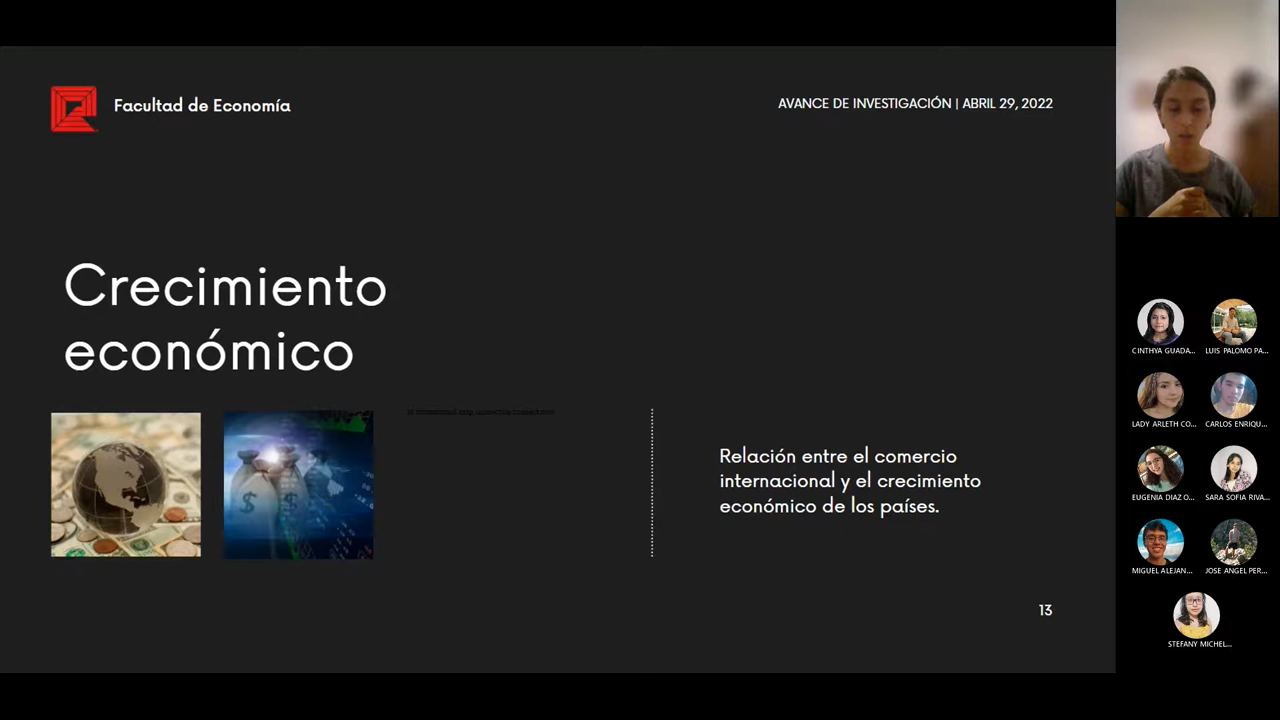 Facultad de Economía
AVANCE DE INVESTIGACIÓN | ABRIL 29, 2022
Crecimiento
económico
Relación entre el comercio
internacional y el crecimiento
económico de los países.
13
CINTHYA GUADA...
LUIS PALOMO PA...
LADY ARLETH CO...
CARLOS ENRIQU...
EUGENIA DIAZ O...
SARA SOFIA RIVA...
MIGUEL ALEJAN...
JOSE ANGEL PER...
STEFANY MICHEL...